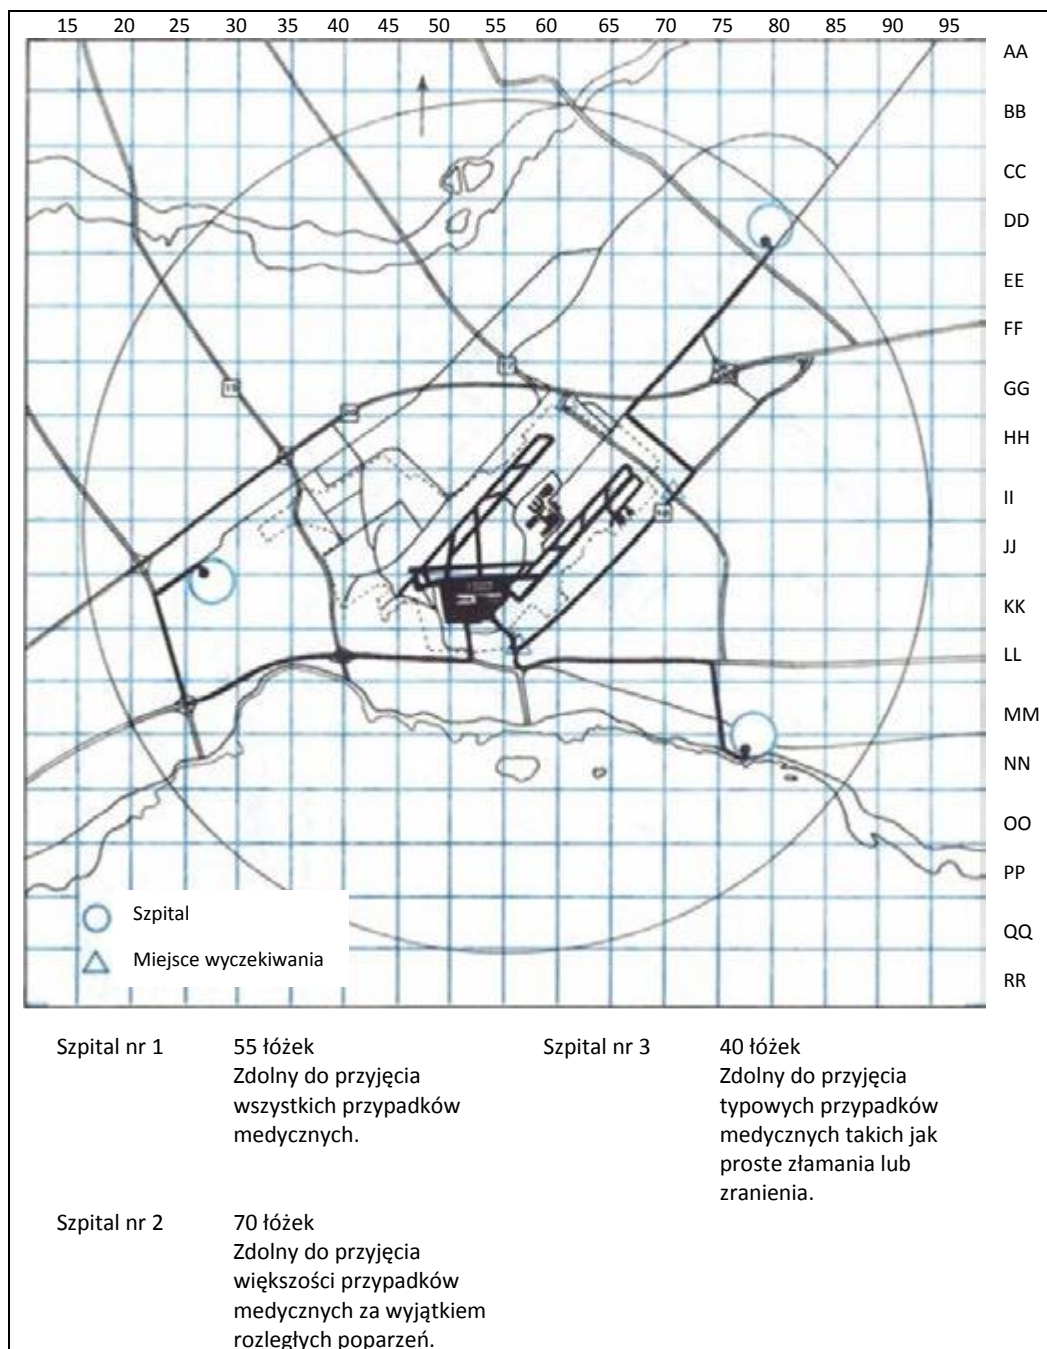 15 20 25 30 35 40 45 50 55 60 65 70 75 80 85 90 95
AA
BB
CC
DD
EE
FF
GG
HH
II
JJ
KK
LL
MM
NN
OO
PP
QQ
RR
Szpital
Miejsce wyczekiwania
Szpital nr 1
55 łóżek
Zdolny do przyjęcia
wszystkich przypadków
medycznych.
Szpital nr 3
40 łóżek
Zdolny do przyjęcia
typowych przypadków
medycznych takich jak
proste złamania lub
zranienia.
Szpital nr 2
70 łóżek
Zdolny do przyjęcia
większości przypadków
medycznych za wyjątkiem
rozległych poparzeń.